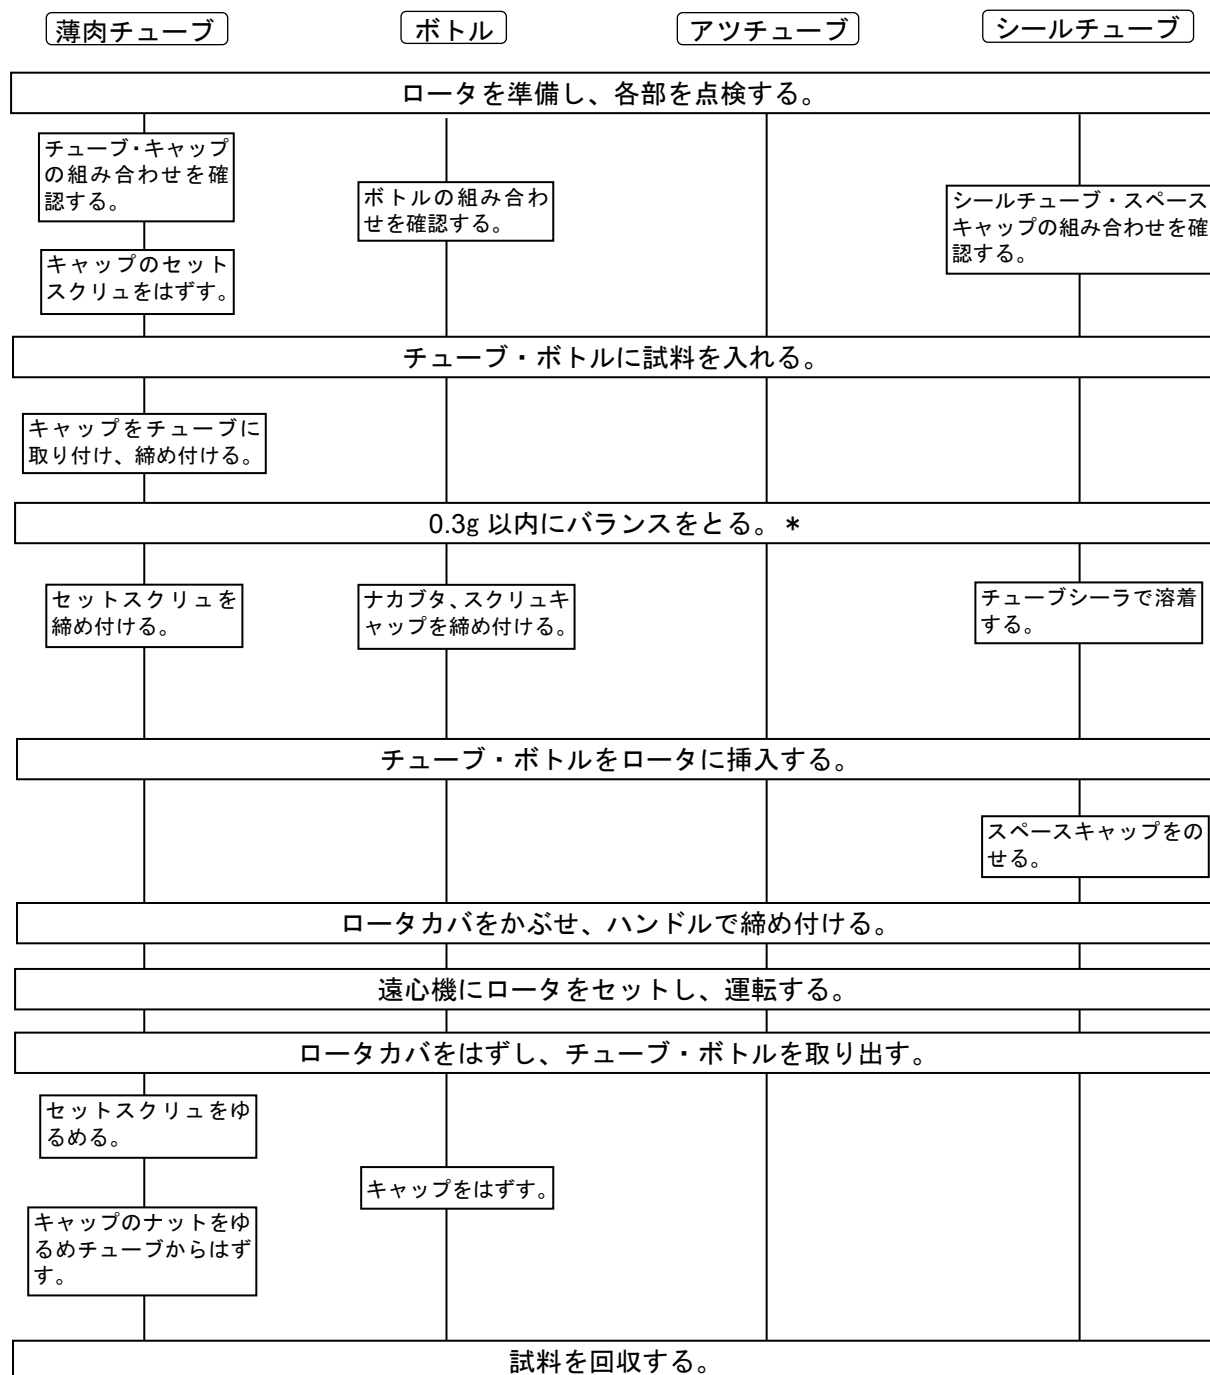 薄肉チューブ
ボトル
アツチューブ
シールチューブ
ロータを準備し、各部を点検する。
チューブ・キャップ
の組み合わせを確
認する。
ボトルの組み合わ
せを確認する。
シールチューブ・スペース
キャップの組み合わせを確
認する。
キャップのセット
スクリュをはずす。
チューブ・ボトルに試料を入れる。
キャップをチューブに
取り付け、締め付ける。
0.3g 以内にバランスをとる。＊
セットスクリュを
締め付ける。
ナカブタ、スクリュキ
ャップを締め付ける。
チューブシーラで溶着
する。
チューブ・ボトルをロータに挿入する。
スペースキャップをの
せる。
ロータカバをかぶせ、ハンドルで締め付ける。
遠心機にロータをセットし、運転する。
ロータカバをはずし、チューブ・ボトルを取り出す。
セットスクリュをゆ
るめる。
キャップをはずす。
キャップのナットをゆ
るめチューブからはず
す。
試料を回収する。